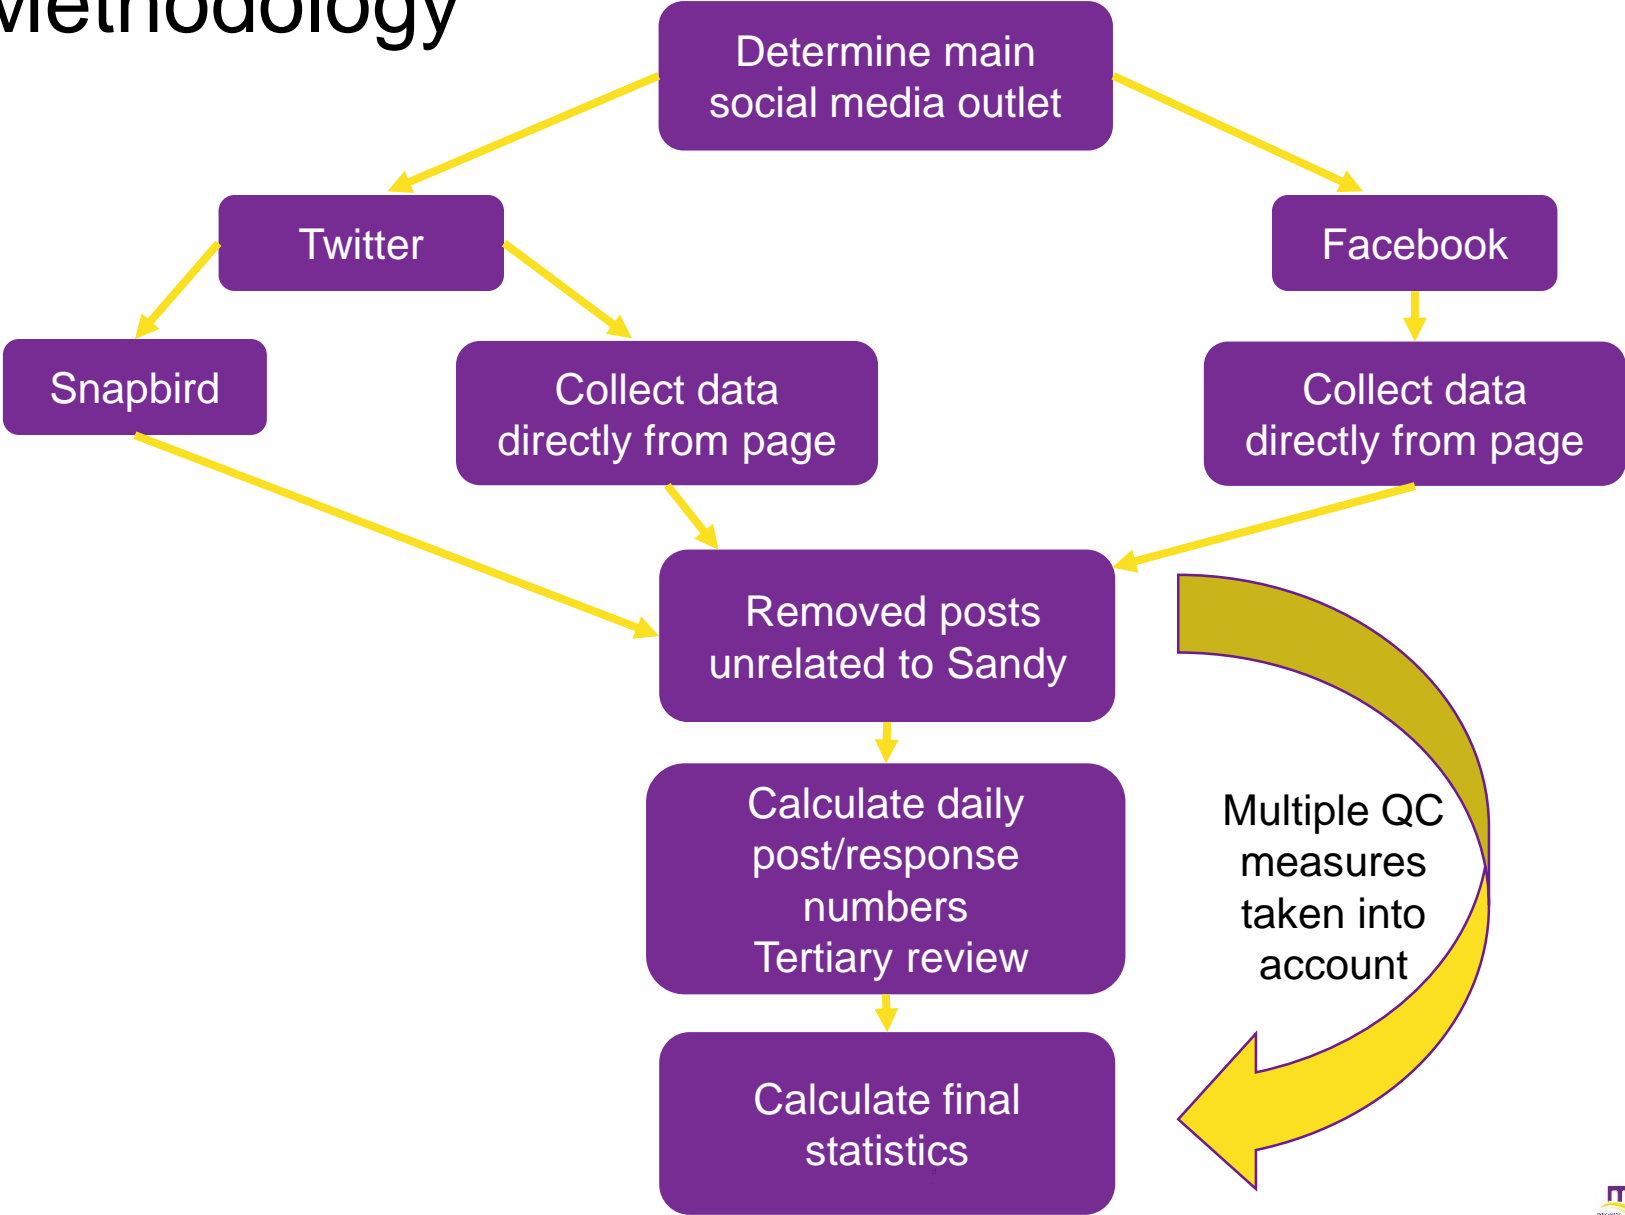 Methodology
Determine main
social media outlet
Twitter
Facebook
Snapbird
Collect data
directly from page
Collect data
directly from page
Removed posts
unrelated to Sandy
Calculate daily
post/response
numbers
Tertiary review
Multiple QC
measures
taken into
account
Calculate final
statistics